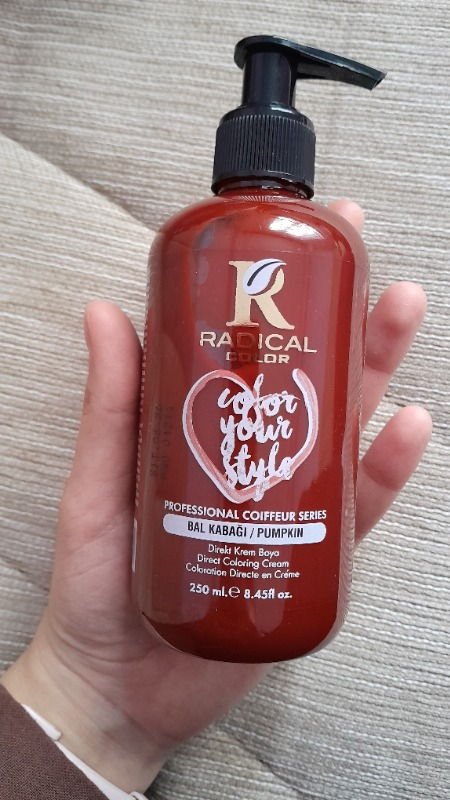 R
RADICAL
COLOR
color
your
style
PROFESSIONAL COIFFEUR SERIES
BAL KABAĞI / PUMPKIN
Direkt Krem Boya
Direct Coloring Cream
Coloration Directe en Créme
250 ml.℮ 8.45fl oz.